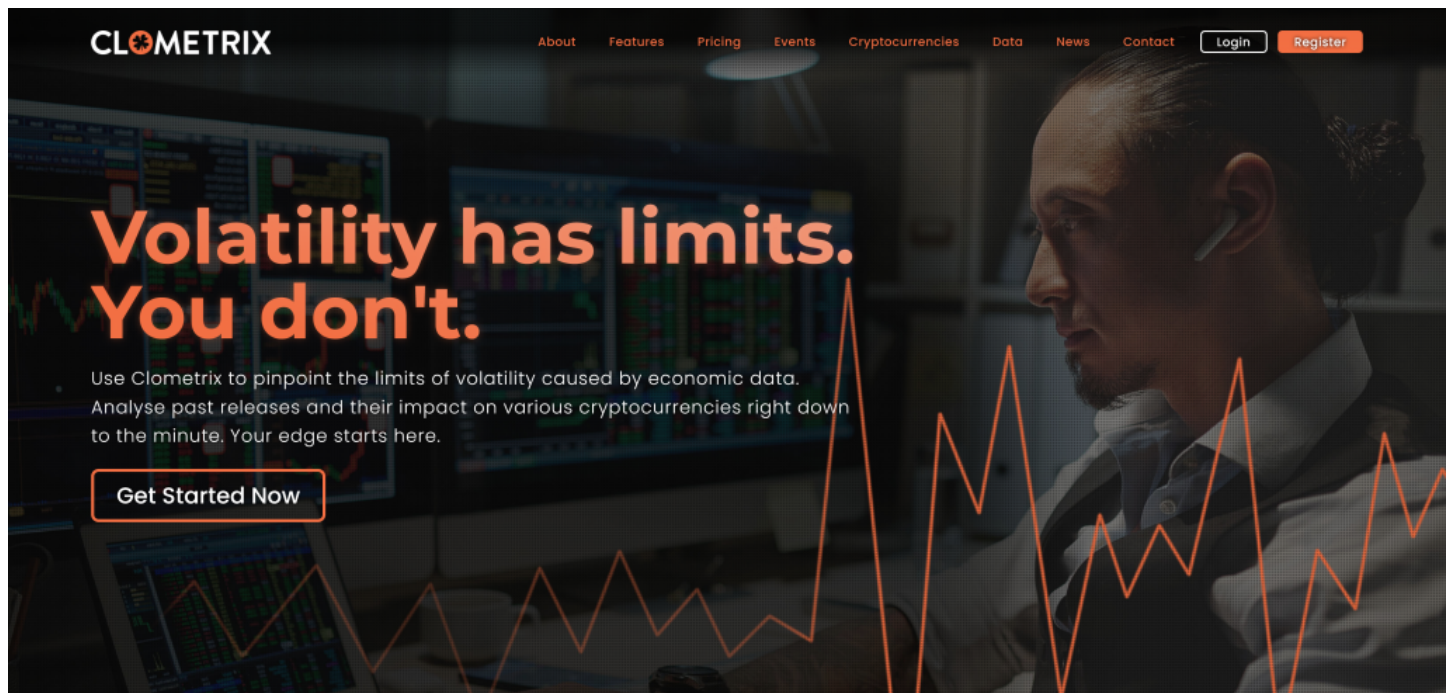 CLOMETRIX
About Features Pricing Events Cryptocurrencies Data News Contact Login Register
Volatility has limits.
You don't.
Use Clometrix to pinpoint the limits of volatility caused by economic data.
Analyse past releases and their impact on various cryptocurrencies right down
to the minute. Your edge starts here.
Get Started Now